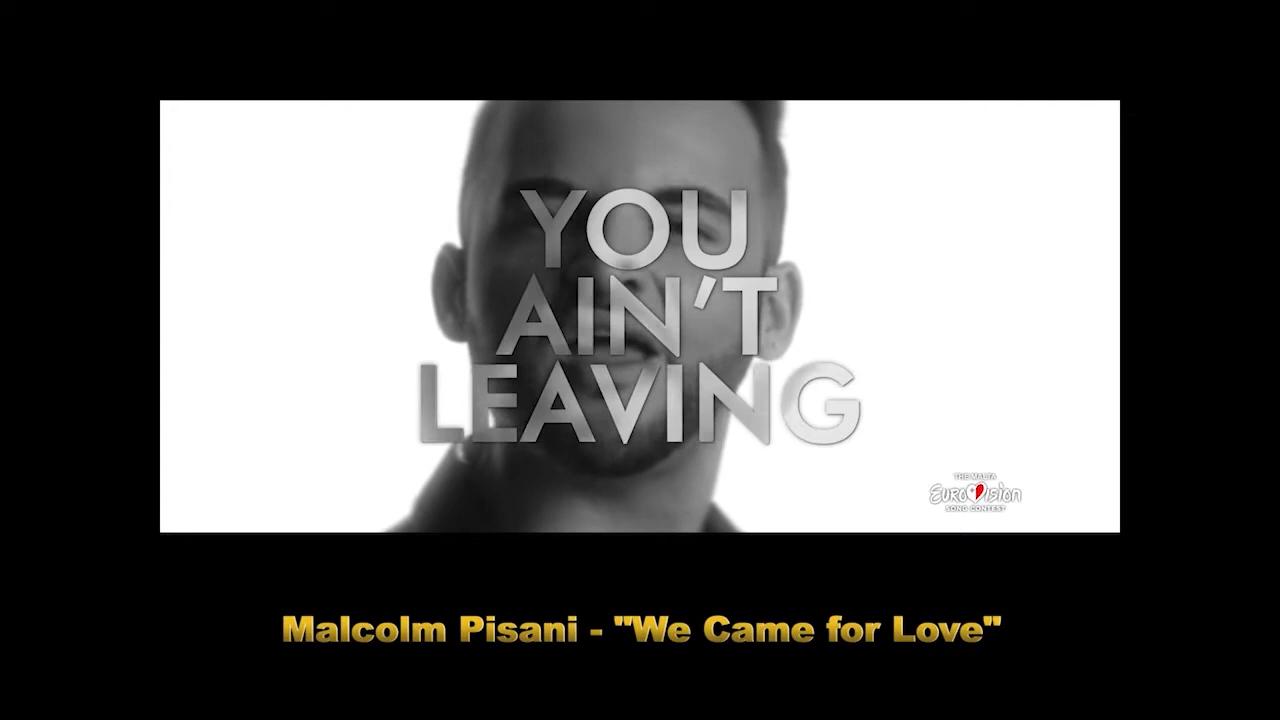 YOU
AIN'T
LEAVING
THE MALTA
EUROVISION
SONG CONTEST
Malcolm Pisani - "We Came for Love"